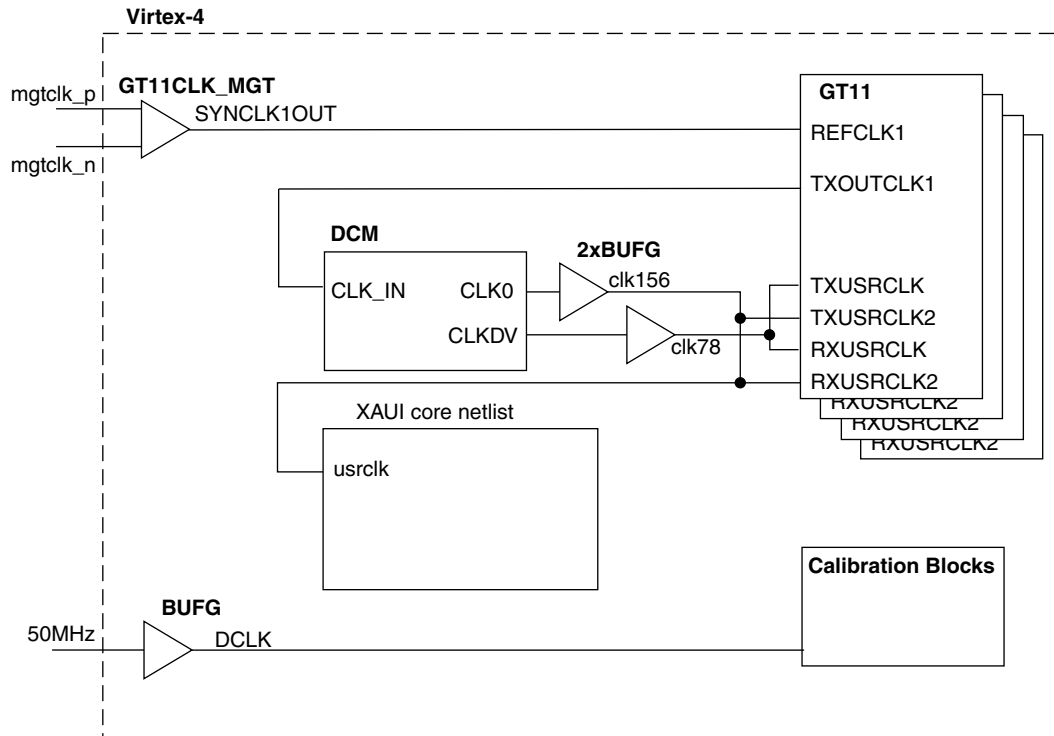 Virtex-4
GT11CLK_MGT
mgtclk_p
SYNCLK1OUT
mgtclk_n
GT11
REFCLK1
TXOUTCLK1
DCM
2xBUFG
CLK_IN
CLK0
clk156
CLKDV
clk78
TXUSRCLK
TXUSRCLK2
RXUSRCLK
RXUSRCLK2
RXUSRCLK2
RXUSRCLK2
RXUSRCLK2
XAUI core netlist
usrclk
Calibration Blocks
BUFG
50MHz
DCLK